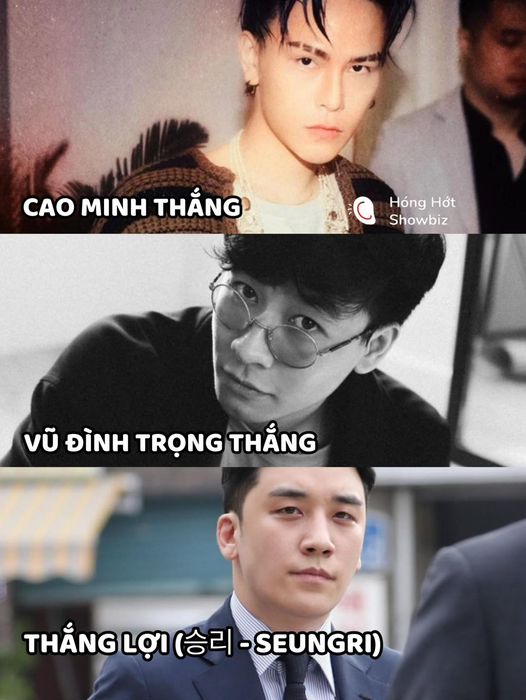 CAO MINH THẮNG
Hóng Hớt
Showbiz
VŨ ĐÌNH TRỌNG THẮNG
THẮNG LỢI (승리 - SEUNGRI)